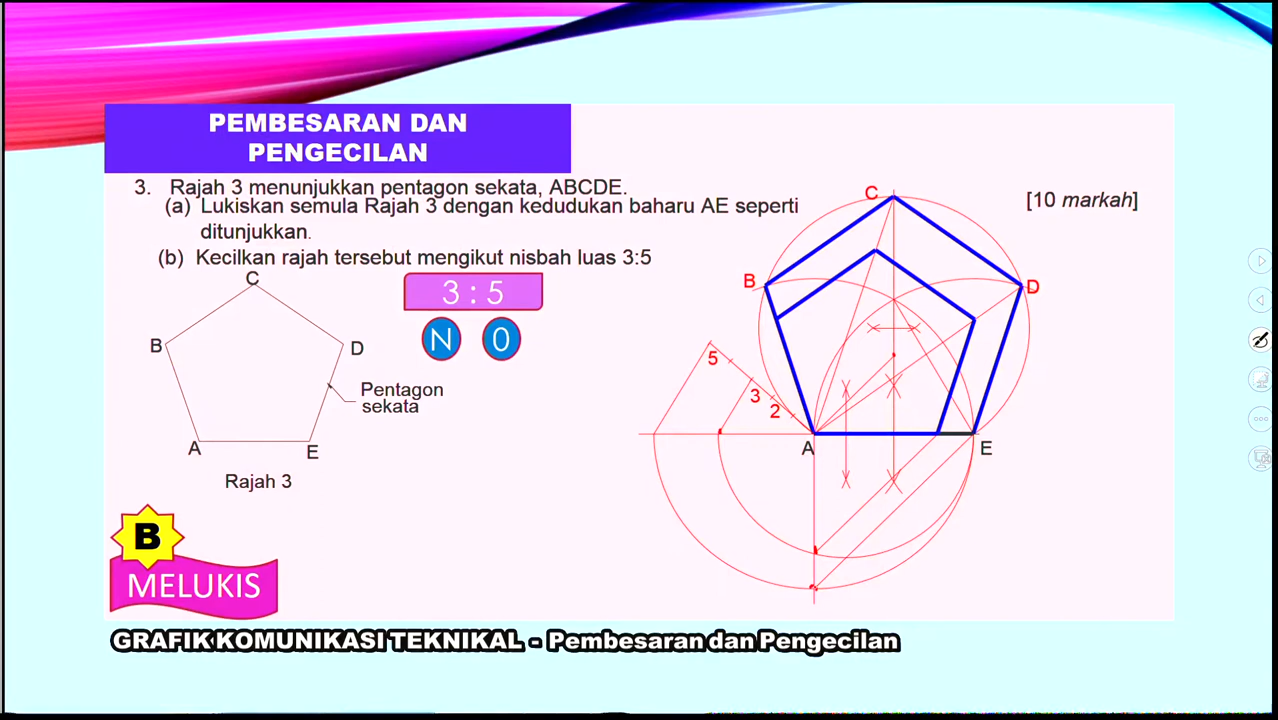 PEMBESARAN DAN
PENGECILAN
3. Rajah 3 menunjukkan pentagon sekata, ABCDE.
[10 markah]
(a) Lukiskan semula Rajah 3 dengan kedudukan baharu AE seperti
ditunjukkan.
(b) Kecilkan rajah tersebut mengikut nisbah luas 3:5
3 : 5
N O
C
B
D
Pentagon
sekata
A
E
Rajah 3
C
B
D
5
3
2
A
E
B
MELUKIS
GRAFIK KOMUNIKASI TEKNIKAL - Pembesaran dan Pengecilan